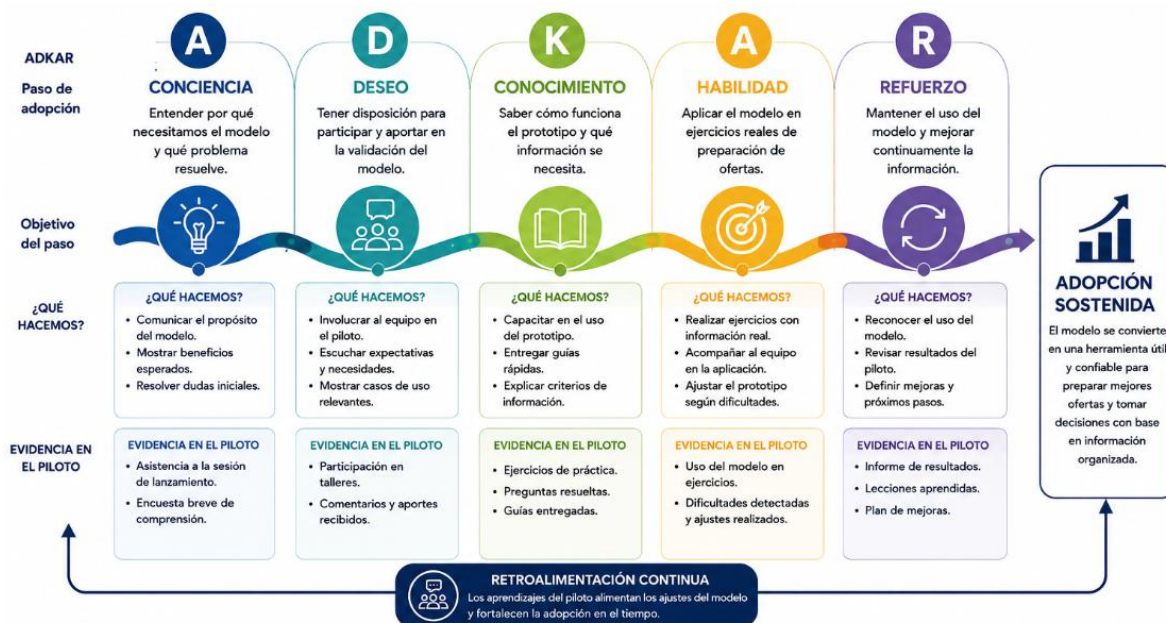 A
D
K
A
R
ADKAR
Paso de
adopción
CONCIENCIA
Entender por qué
necesitamos el modelo
y qué problema
resuelve.
DESEO
Tener disposición para
participar y aportar en
la validación del
modelo.
CONOCIMIENTO
Saber cómo funciona
el prototipo y qué
información se
necesita.
HABILIDAD
Aplicar el modelo en
ejercicios reales de
preparación de
ofertas.
REFUERZO
Mantener el uso del
modelo y mejorar
continuamente la
información.
Objetivo
del paso
¿QUÉ
HACEMOS?
¿QUÉ HACEMOS?
• Comunicar el propósito
del modelo.
• Mostrar beneficios
esperados.
• Resolver dudas iniciales.
¿QUÉ HACEMOS?
• Involucrar al equipo en
el piloto.
• Escuchar expectativas
y necesidades.
• Mostrar casos de uso
relevantes.
¿QUÉ HACEMOS?
• Capacitar en el uso del
prototipo.
• Entregar guías
rápidas.
• Explicar criterios de
información.
¿QUÉ HACEMOS?
• Realizar ejercicios con
información real.
• Acompañar al equipo
en la aplicación.
• Ajustar el prototipo
según dificultades.
¿QUÉ HACEMOS?
• Reconocer el uso del
modelo.
• Revisar resultados del
piloto.
• Definir mejoras y
próximos pasos.
EVIDENCIA EN
EL PILOTO
EVIDENCIA EN EL PILOTO
• Asistencia a la sesión
de lanzamiento.
• Encuesta breve de
comprensión.
EVIDENCIA EN EL PILOTO
• Participación en
talleres.
• Comentarios y aportes
recibidos.
EVIDENCIA EN EL PILOTO
• Ejercicios de práctica.
• Preguntas resueltas.
• Guías entregadas.
EVIDENCIA EN EL PILOTO
• Uso del modelo en
ejercicios.
• Dificultades detectadas
y ajustes realizados.
EVIDENCIA EN EL PILOTO
• Informe de resultados.
• Lecciones aprendidas.
• Plan de mejoras.
ADOPCIÓN
SOSTENIDA
El modelo se convierte
en una herramienta útil
y confiable para
preparar mejores
ofertas y tomar
decisiones con base
en información
organizada.
RETROALIMENTACIÓN CONTINUA
Los aprendizajes del piloto alimentan los ajustes del modelo
y fortalecen la adopción en el tiempo.